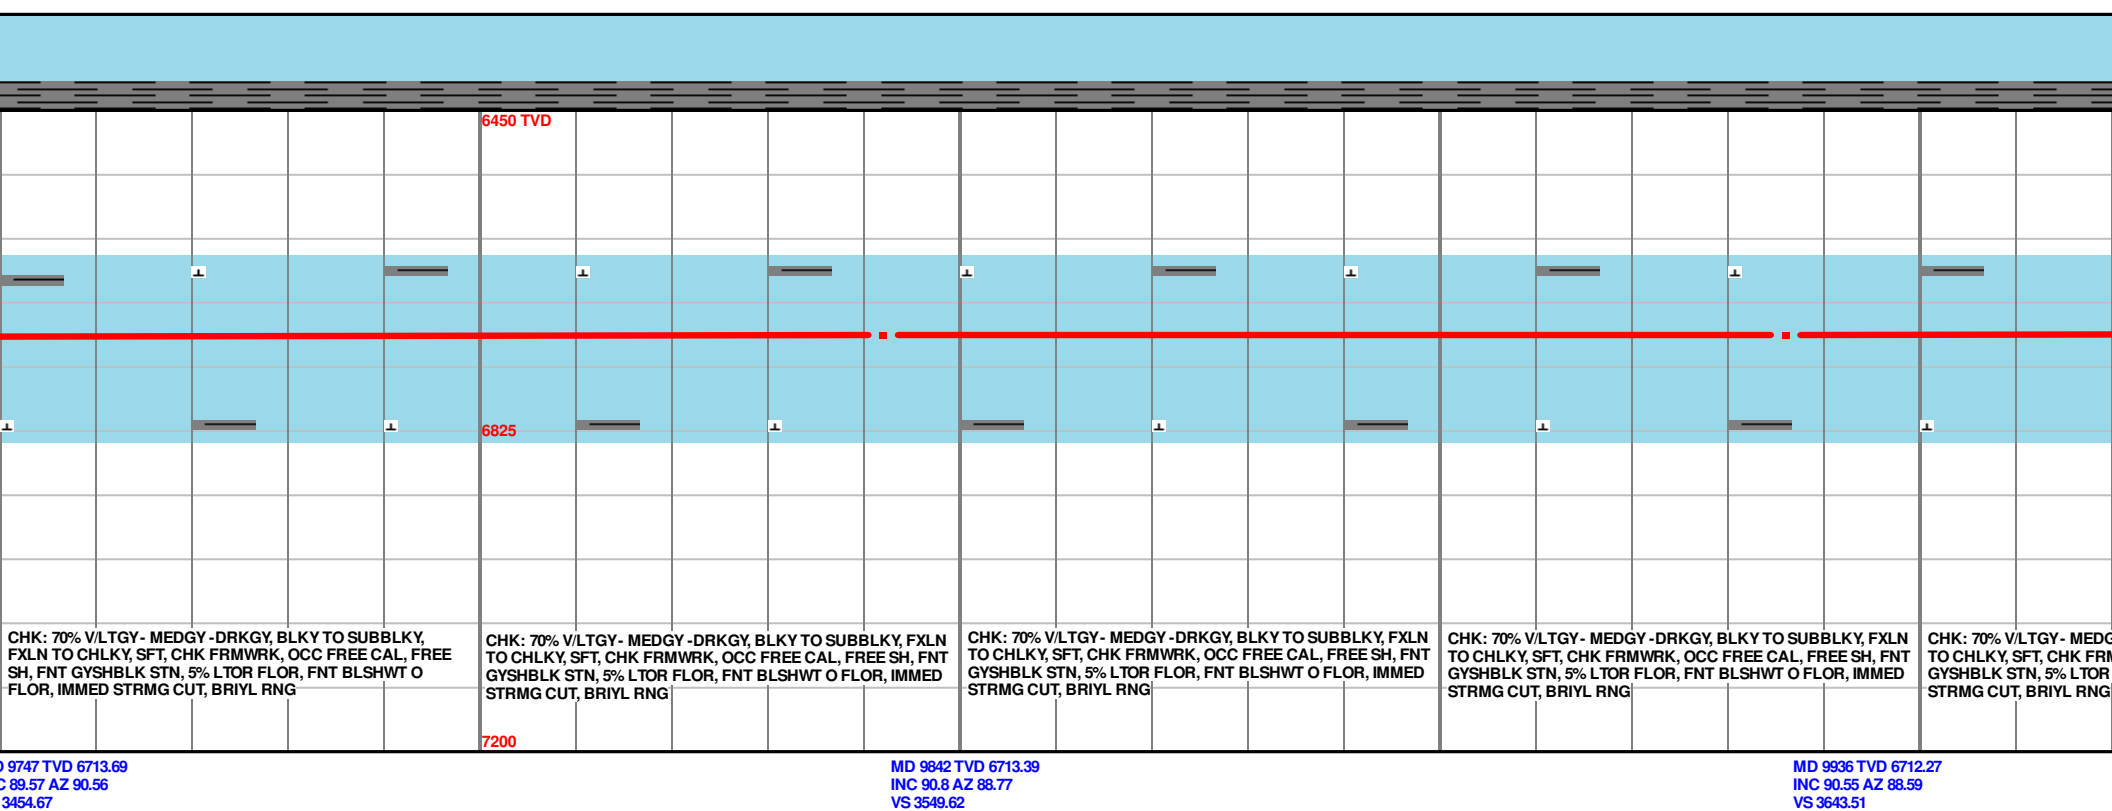 6450 TVD
6825
CHK: 70% V/LTGY- MEDGY -DRKGY, BLKY TO SUBBLKY,
FXLN TO CHLKY, SFT, CHK FRMWRK, OCC FREE CAL, FREE
SH, FNT GYSHBLK STN, 5% LTOR FLOR, FNT BLSHWT O
FLOR, IMMED STRMG CUT, BRIYL RNG
CHK: 70% V/LTGY- MEDGY -DRKGY, BLKY TO SUBBLKY, FXLN
TO CHLKY, SFT, CHK FRMWRK, OCC FREE CAL, FREE SH, FNT
GYSHBLK STN, 5% LTOR FLOR, FNT BLSHWT O FLOR, IMMED
STRMG CUT, BRIYL RNG
CHK: 70% V/LTGY- MEDGY -DRKGY, BLKY TO SUBBLKY, FXLN
TO CHLKY, SFT, CHK FRMWRK, OCC FREE CAL, FREE SH, FNT
GYSHBLK STN, 5% LTOR FLOR, FNT BLSHWT O FLOR, IMMED
STRMG CUT, BRIYL RNG
CHK: 70% V/LTGY- MEDGY -DRKGY, BLKY TO SUBBLKY, FXLN
TO CHLKY, SFT, CHK FRMWRK, OCC FREE CAL, FREE SH, FNT
GYSHBLK STN, 5% LTOR FLOR, FNT BLSHWT O FLOR, IMMED
STRMG CUT, BRIYL RNG
CHK: 70% V/LTGY- MEDG
TO CHLKY, SFT, CHK FRM
GYSHBLK STN, 5% LTOR
STRMG CUT, BRIYL RNG
7200
9747 TVD 6713.69
89.57 AZ 90.56
3454.67
MD 9842 TVD 6713.39
INC 90.8 AZ 88.77
VS 3549.62
MD 9936 TVD 6712.27
INC 90.55 AZ 88.59
VS 3643.51